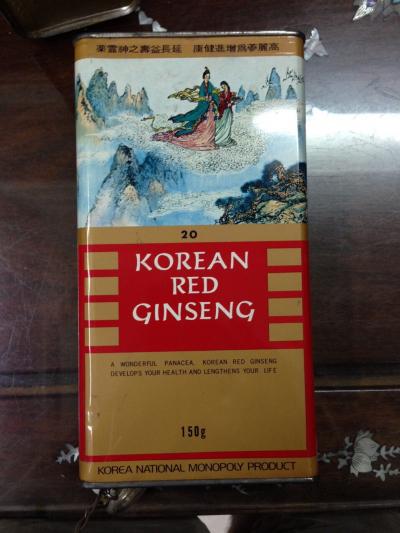 高麗蔘爲增進健康 延長益壽之神靈藥
20
KOREAN
RED
GINSENG
A WONDERFUL PANACEA, KOREAN RED GINSENG
DEVELOPS YOUR HEALTH AND LENGTHENS YOUR LIFE
150g
KOREA NATIONAL MONOPOLY PRODUCT